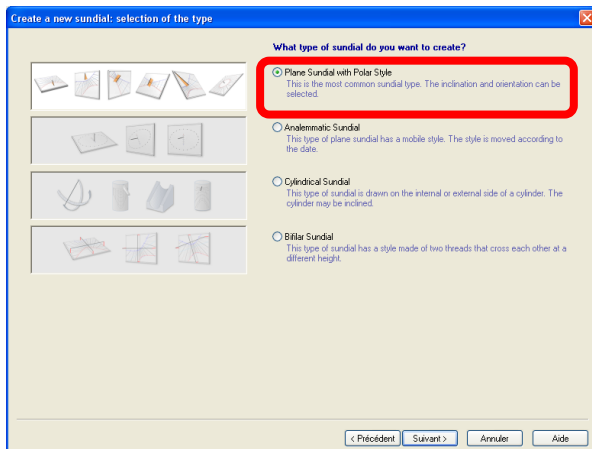 Create a new sundial: selection of the type
What type of sundial do you want to create?
Plane Sundial with Polar Style
This is the most common sundial type. The inclination and orientation can be
selected.
Analemmatic Sundial
This type of plane sundial has a mobile style. The style is moved according to
the date.
Cylindrical Sundial
This type of sundial is drawn on the internal or external side of a cylinder. The
cylinder may be inclined.
Bifilar Sundial
This type of sundial has a style made of two threads that cross each other at a
different height.
< Précédent
Suivant >
Annuler
Aide